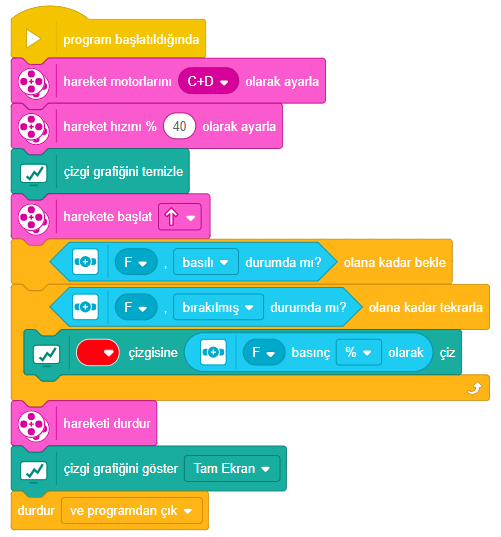 program başlatıldığında
hareket motorlarını C+D olarak ayarla
hareket hızını % 40 olarak ayarla
çizgi grafiğini temizle
harekete başlat
F , basılı durumda mı? olana kadar bekle
F , bırakılmış durumda mı? olana kadar tekrarla
çizgisine F basınç % olarak çiz
hareketi durdur
çizgi grafiğini göster Tam Ekran
durdur ve programdan çık